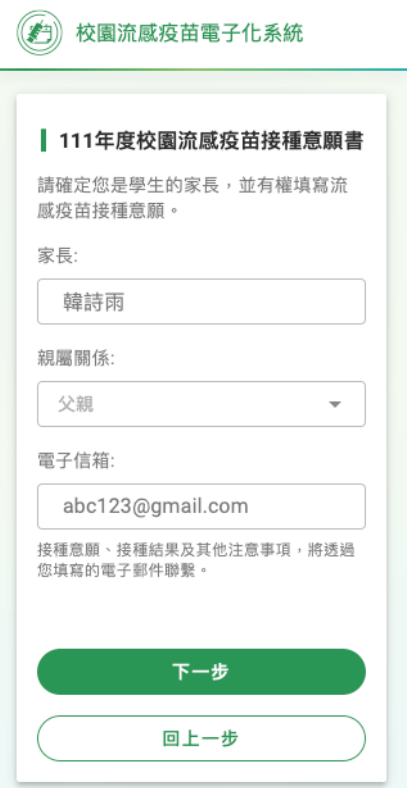 校園流感疫苗電子化系統
111年度校園流感疫苗接種意願書
請確定您是學生的家長，並有權填寫流
感疫苗接種意願。
家長:
韓詩雨
親屬關係:
父親
電子信箱:
abc123@gmail.com
接種意願、接種結果及其他注意事項，將透過
您填寫的電子郵件聯繫。
下一步
回上一步